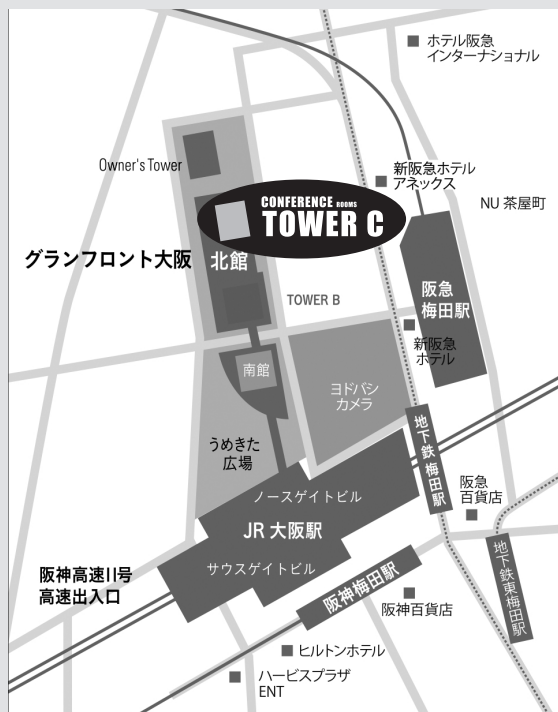 ホテル阪急
インターナショナル
Owner's Tower
新阪急ホテル
アネックス
CONFERENCE ROOMS
TOWER C
NU 茶屋町
グランフロント大阪
北館
TOWER B
阪急
梅田駅
新阪急
ホテル
南館
ヨドバシ
カメラ
うめきた
広場
地下鉄梅田駅
ノースゲイトビル
阪急
百貨店
JR 大阪駅
サウスゲイトビル
地下鉄東梅田駅
阪神高速11号
高速出入口
阪神梅田駅
阪神百貨店
ヒルトンホテル
ハービスプラザ
ENT